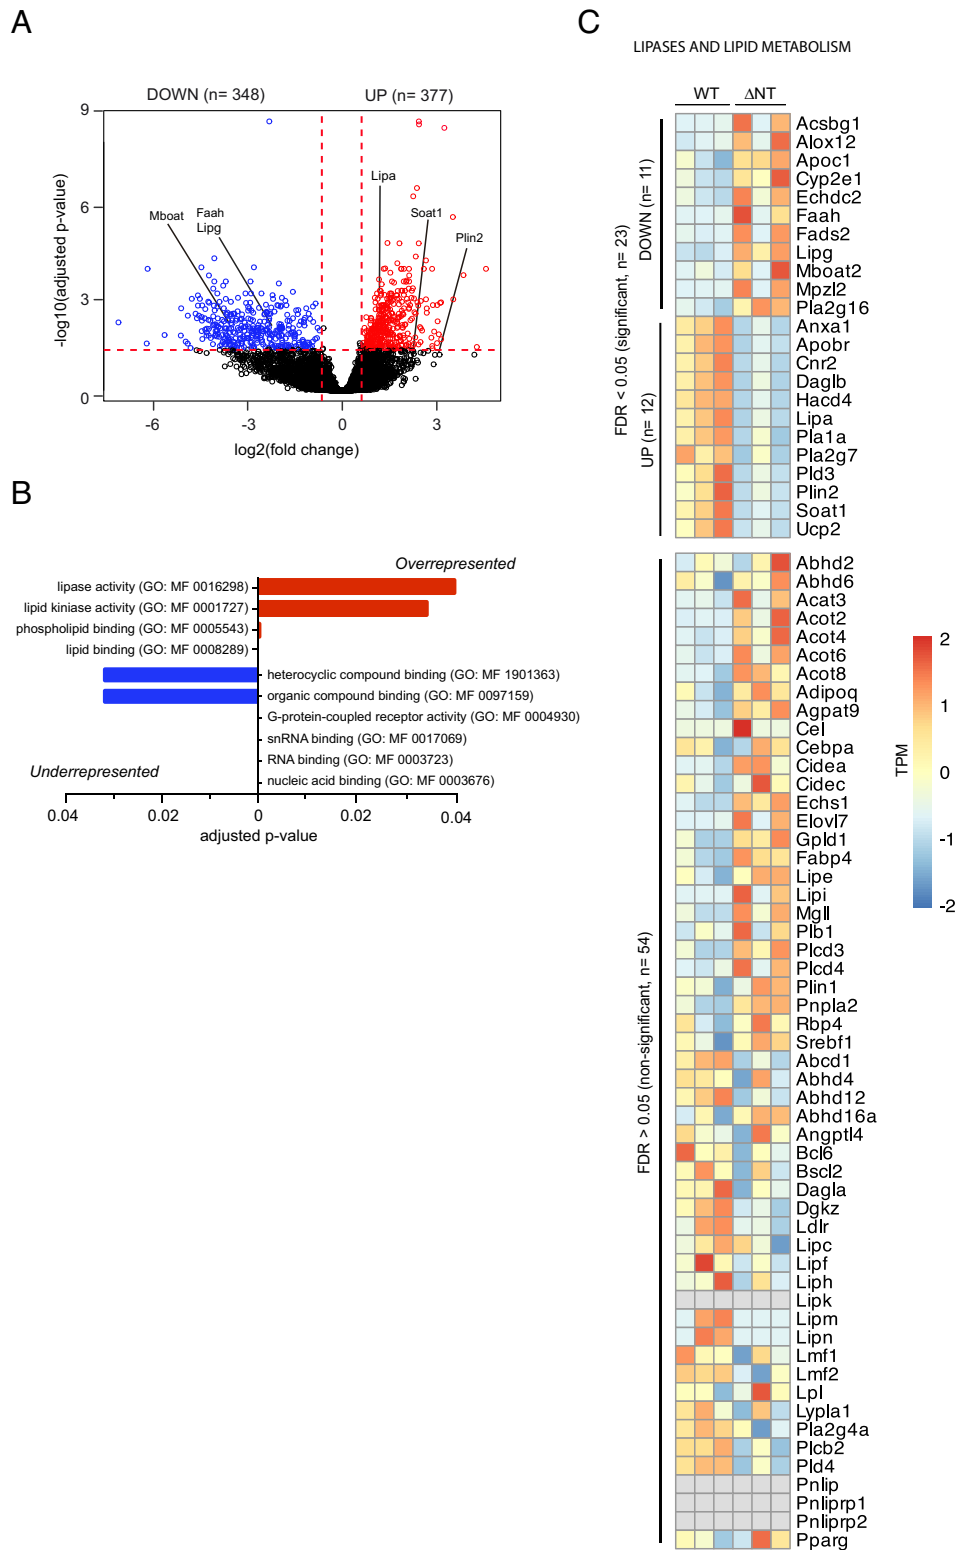 A
DOWN (n= 348)
UP (n= 377)
9
6
3
0
-log10(adjusted p-value)
Mboat
Faah
Lipg
Lipa
Soat1
Plin2
-6
-3
0
3
log2(fold change)
B
Overrepresented
lipase activity (GO: MF 0016298)
lipid kiniase activity (GO: MF 0001727)
phospholipid binding (GO: MF 0005543)
lipid binding (GO: MF 0008289)
heterocyclic compound binding (GO: MF 1901363)
organic compound binding (GO: MF 0097159)
G-protein-coupled receptor activity (GO: MF 0004930)
snRNA binding (GO: MF 0017069)
RNA binding (GO: MF 0003723)
nucleic acid binding (GO: MF 0003676)
Underrepresented
0.04
0.02
0
0.02
0.04
adjusted p-value
C
LIPASES AND LIPID METABOLISM
WT
ΔNT
FDR < 0.05 (significant, n= 23)
DOWN (n= 11)
UP (n= 12)
Acsbg1
Alox12
Apoc1
Cyp2e1
Echdc2
Faah
Fads2
Lipg
Mboat2
Mpzl2
Pla2g16
Anxa1
Apobr
Cnr2
Daglb
Hacd4
Lipa
Pla1a
Pla2g7
Pld3
Plin2
Soat1
Ucp2
FDR > 0.05 (non-significant, n= 54)
Abhd2
Abhd6
Acat3
Acot2
Acot4
Acot6
Acot8
Adipoq
Agpat9
Cel
Cebpa
Cidea
Cidec
Echs1
Elovl7
Gpld1
Fabp4
Lipe
Lipi
Mgll
Plb1
Plcd3
Plcd4
Plin1
Pnpla2
Rbp4
Srebf1
Abcd1
Abhd4
Abhd12
Abhd16a
Angptl4
Bcl6
Bscl2
Dagla
Dgkz
Ldlr
Lipc
Lipf
Liph
Lipk
Lipm
Lipn
Lmf1
Lmf2
Lpl
Lypla1
Pla2g4a
Plcb2
Pld4
Pnlip
Pnliprp1
Pnliprp2
Pparg
TPM
2
1
0
-1
-2